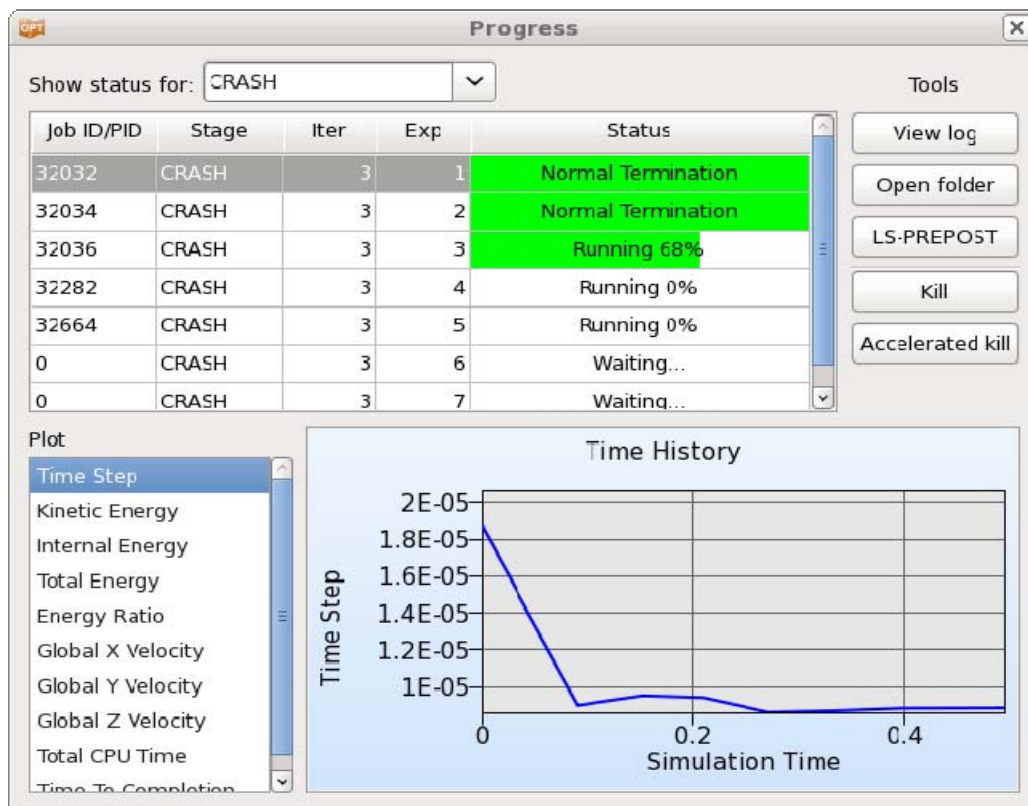 OPT
Progress
Show status for: CRASH
Tools
Job ID/PID Stage Iter Exp Status
32032 CRASH 3 1 Normal Termination
32034 CRASH 3 2 Normal Termination
32036 CRASH 3 3 Running 68%
32282 CRASH 3 4 Running 0%
32664 CRASH 3 5 Running 0%
0 CRASH 3 6 Waiting...
0 CRASH 3 7 Waiting...
View log
Open folder
LS-PREPOST
Kill
Accelerated kill
Plot
Time Step
Kinetic Energy
Internal Energy
Total Energy
Energy Ratio
Global X Velocity
Global Y Velocity
Global Z Velocity
Total CPU Time
Time To Completion
Time History
Time Step
2E-05
1.8E-05
1.6E-05
1.4E-05
1.2E-05
1E-05
0 0.2 0.4
Simulation Time